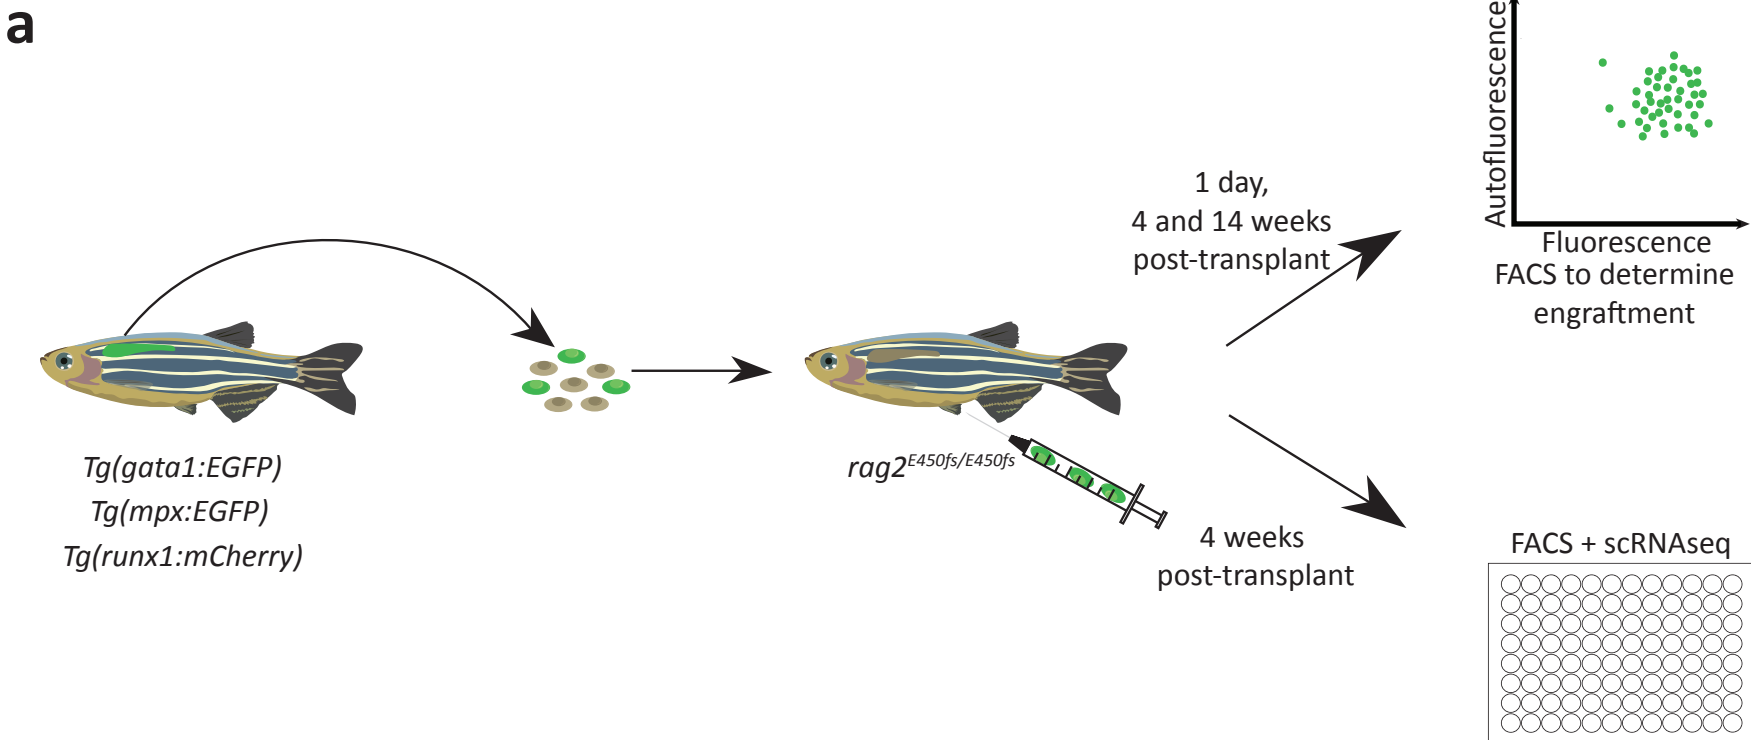 a
Tg(gata1:EGFP)
Tg(mpx:EGFP)
Tg(runx1:mCherry)
rag2E450fs/E450fs
1 day,
4 and 14 weeks
post-transplant
4 weeks
post-transplant
Autofluorescence
Fluorescence
FACS to determine
engraftment
FACS + scRNAseq